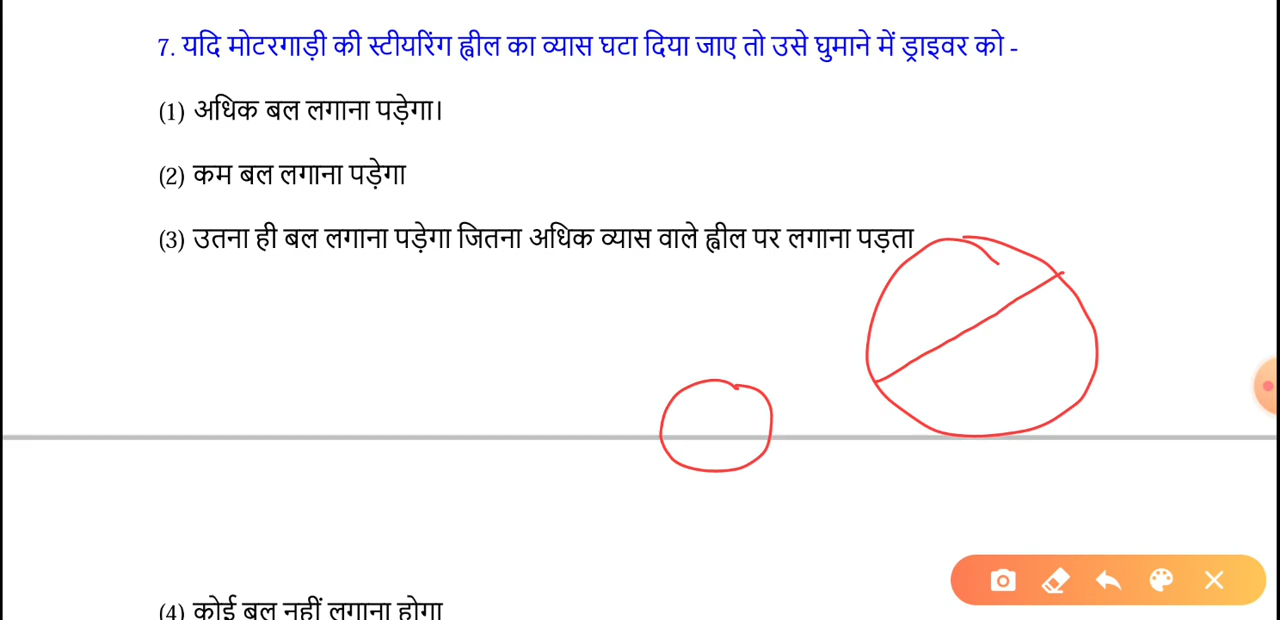 7. यदि मोटरगाड़ी की स्टीयरिंग ह्वील का व्यास घटा दिया जाए तो उसे घुमाने में ड्राइवर को -
(1) अधिक बल लगाना पड़ेगा।
(2) कम बल लगाना पड़ेगा
(3) उतना ही बल लगाना पड़ेगा जितना अधिक व्यास वाले ह्वील पर लगाना पड़ता
(4) कोई बल नहीं लगाना होगा